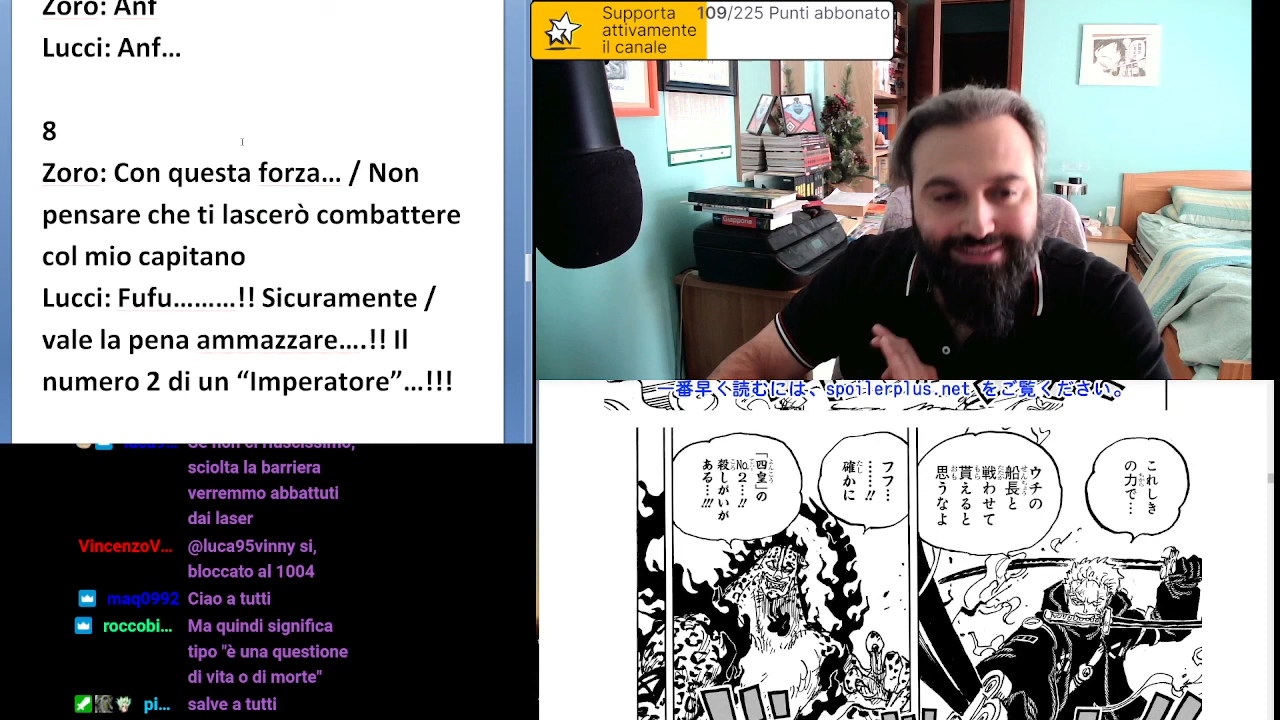 Zoro: Anf
Lucci: Anf...
8
Zoro: Con questa forza... / Non
pensare che ti lascerò combattere
col mio capitano
Lucci: Fufu.........!! Sicuramente /
vale la pena ammazzare....!! Il
numero 2 di un “Imperatore”...!!!
Supporta
attivamente
il canale
109/225 Punti abbonato
Giappone
sciolta la barriera
verremmo abbattuti
dai laser
VincenzoV... @luca95vinny si,
bloccato al 1004
maq0992 Ciao a tutti
roccobi... Ma quindi significa
tipo "è una questione
di vita o di morte"
pi... salve a tutti
一番早く読むには、spoilerplus.net をご覧ください。
これしき
の力で…
ウチの
船長と
戦わせて
貰えると
思うなよ
フフ…
……!!
確かに
「四皇」の
No.2…!!
殺しがいが
ある…!!!